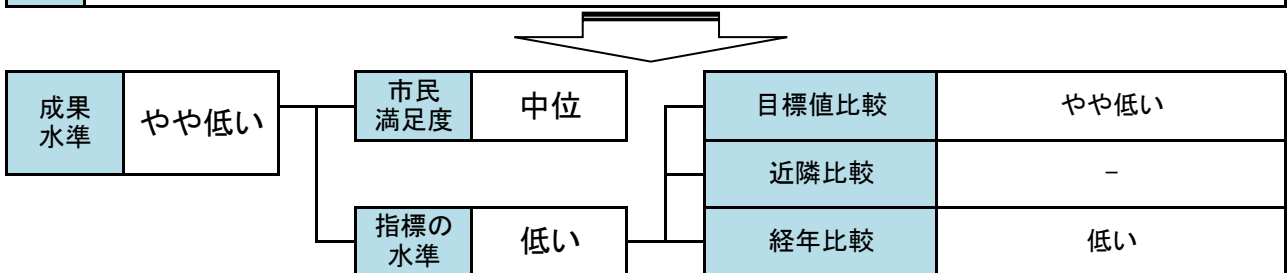 成果
水準
やや低い
市民
満足度
中位
指標の
水準
低い
目標値比較
やや低い
近隣比較
－
経年比較
低い